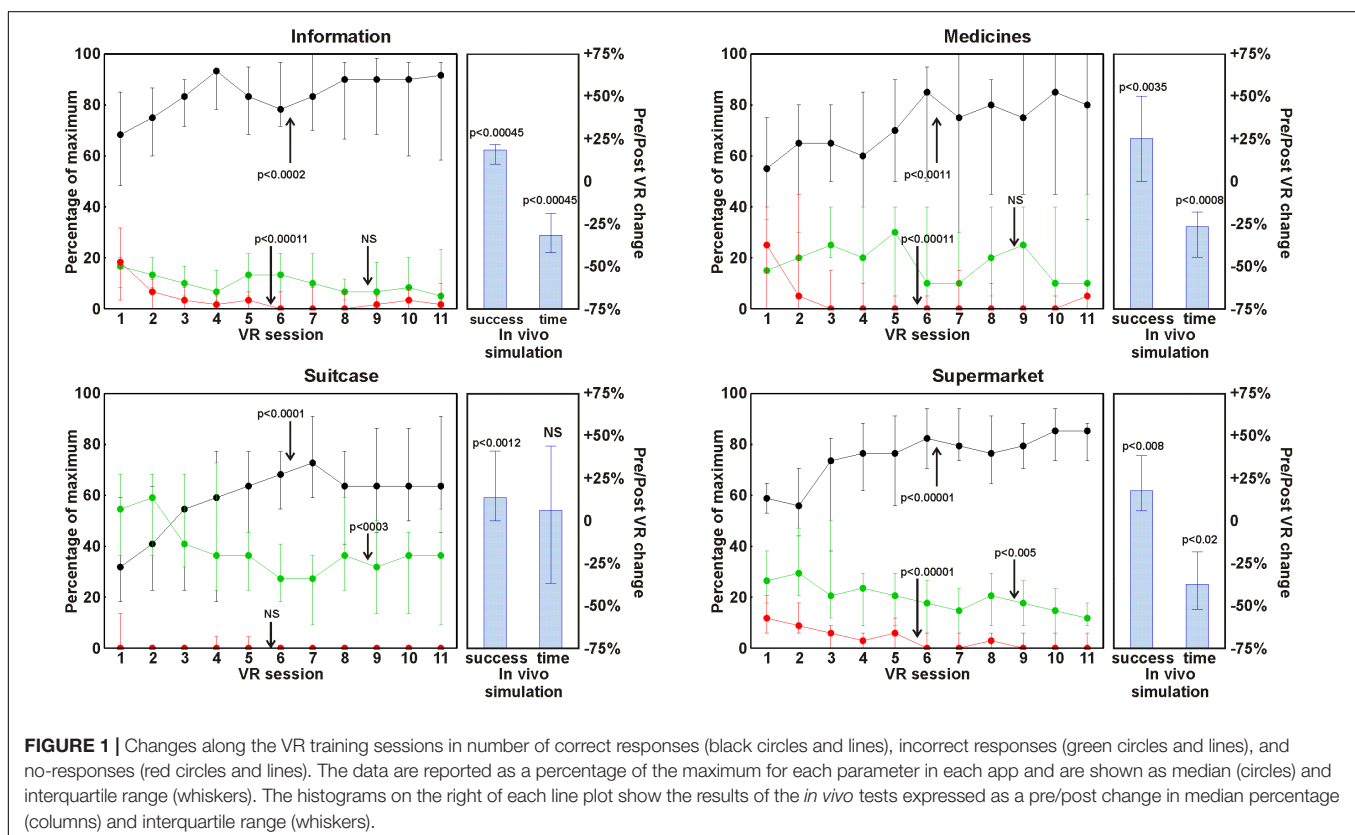 Information
Percentage of maximum
100
80
60
40
20
0
p<0.0002
p<0.00011
NS
1 2 3 4 5 6 7 8 9 10 11
VR session
p<0.00045
p<0.00045
success time
In vivo
simulation
+75%
+50%
+25%
0
-25%
-50%
-75%
Pre/Post VR change
Medicines
Percentage of maximum
100
80
60
40
20
0
p<0.0011
p<0.00011
NS
1 2 3 4 5 6 7 8 9 10 11
VR session
p<0.0035
p<0.0008
success time
In vivo
simulation
+75%
+50%
+25%
0
-25%
-50%
-75%
Pre/Post VR change
Suitcase
Percentage of maximum
100
80
60
40
20
0
p<0.0001
p<0003
NS
1 2 3 4 5 6 7 8 9 10 11
VR session
p<0.0012
NS
success time
In vivo
simulation
+75%
+50%
+25%
0
-25%
-50%
-75%
Pre/Post VR change
Supermarket
Percentage of maximum
100
80
60
40
20
0
p<0.00001
p<0.00001
p<0.005
1 2 3 4 5 6 7 8 9 10 11
VR session
p<0.008
p<0.02
success time
In vivo
simulation
+75%
+50%
+25%
0
-25%
-50%
-75%
Pre/Post VR change
FIGURE 1 | Changes along the VR training sessions in number of correct responses (black circles and lines), incorrect responses (green circles and lines), and
no-responses (red circles and lines). The data are reported as a percentage of the maximum for each parameter in each app and are shown as median (circles) and
interquartile range (whiskers). The histograms on the right of each line plot show the results of the in vivo tests expressed as a pre/post change in median percentage
(columns) and interquartile range (whiskers).